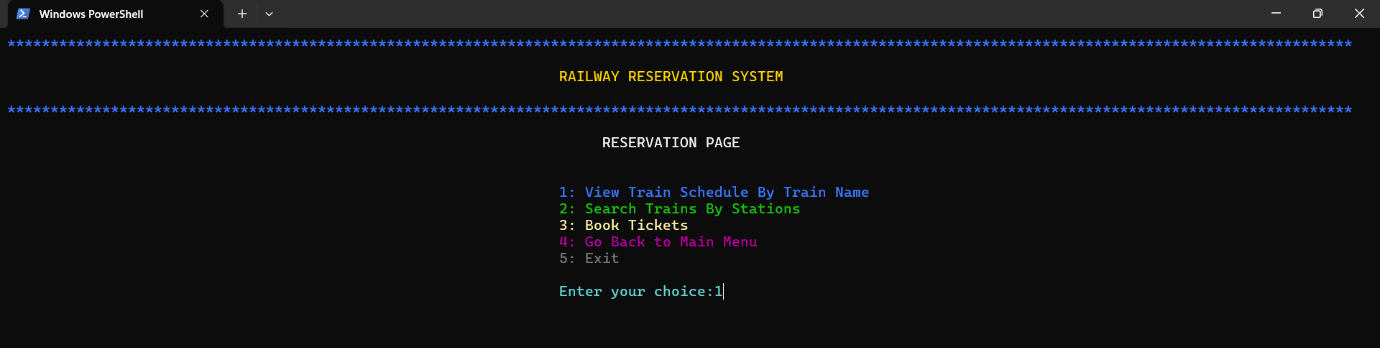 Windows PowerShell
****************************************************************************************************************************************************************
RAILWAY RESERVATION SYSTEM
****************************************************************************************************************************************************************
RESERVATION PAGE
1: View Train Schedule By Train Name
2: Search Trains By Stations
3: Book Tickets
4: Go Back to Main Menu
5: Exit
Enter your choice:1